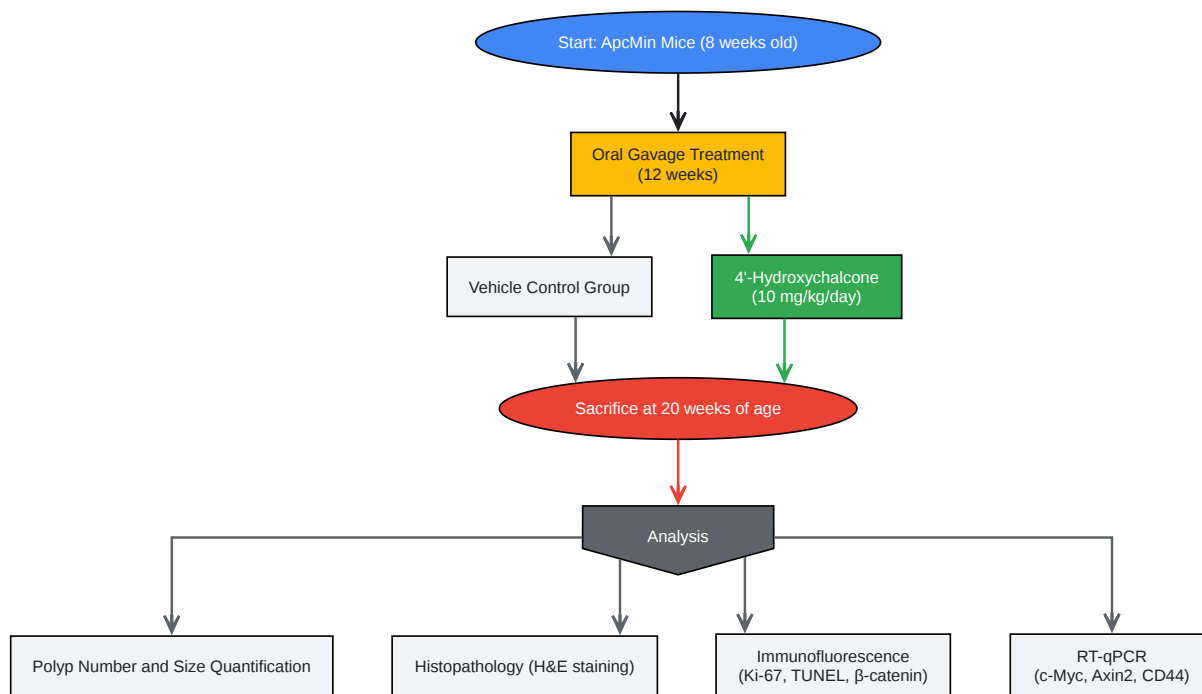 Start: ApcMin Mice (8 weeks old)
Oral Gavage Treatment
(12 weeks)
Vehicle Control Group
4'-Hydroxychalcone
(10 mg/kg/day)
Sacrifice at 20 weeks of age
Analysis
Polyp Number and Size Quantification
Histopathology (H&E staining)
Immunofluorescence
(Ki-67, TUNEL, β-catenin)
RT-qPCR
(c-Myc, Axin2, CD44)